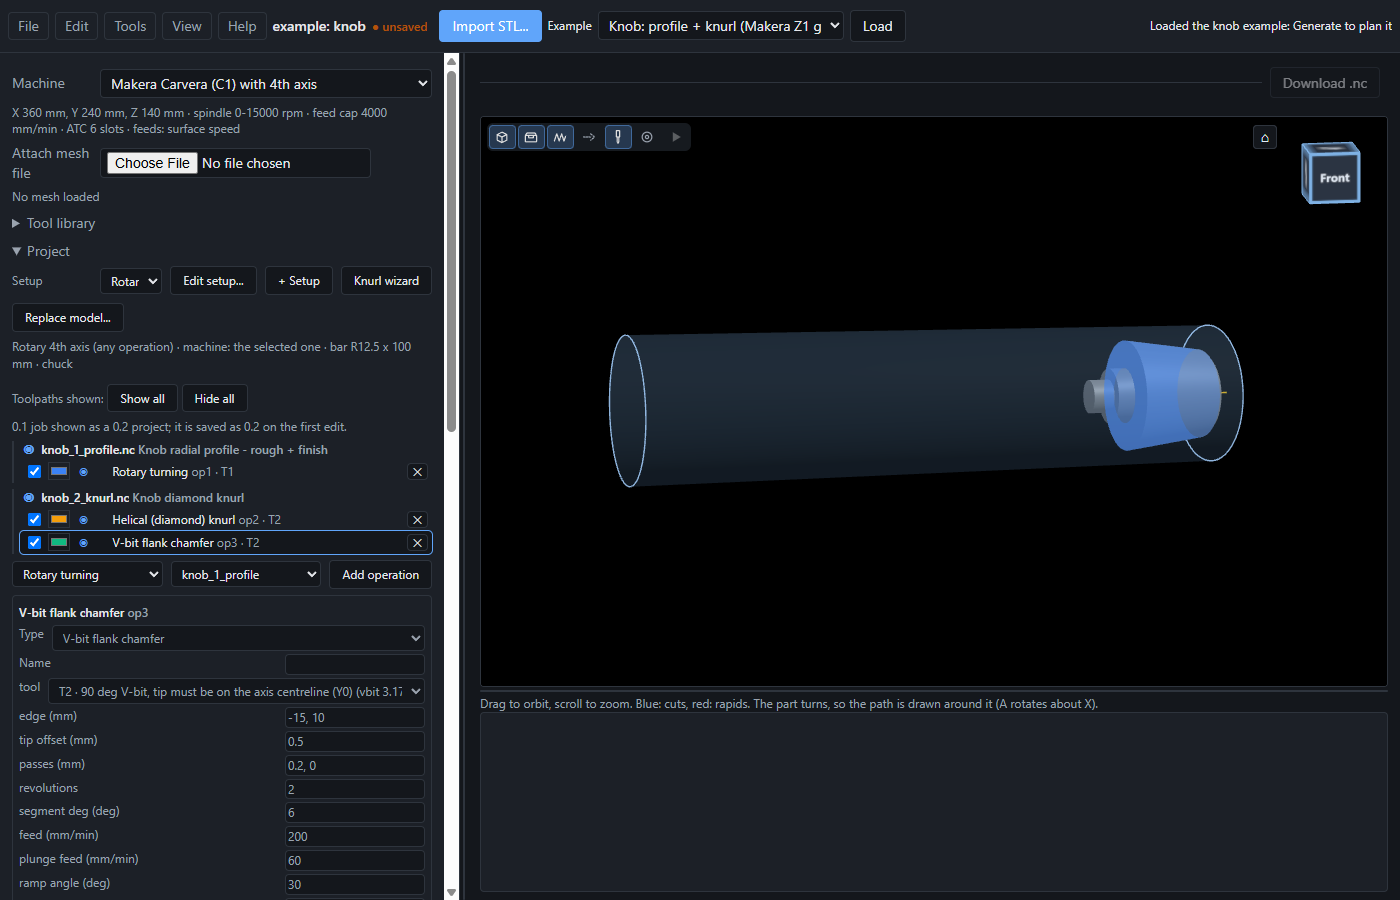 File Edit Tools View Help example: knob ● unsaved Import STL... Example Knob: profile + knurl (Makera Z1 g Load Loaded the knob example: Generate to plan it
Machine Makera Carvera (C1) with 4th axis
X 360 mm, Y 240 mm, Z 140 mm · spindle 0-15000 rpm · feed cap 4000
mm/min · ATC 6 slots · feeds: surface speed
Attach mesh
file
Choose File No file chosen
No mesh loaded
Tool library
Project
Setup Rotar Edit setup... + Setup Knurl wizard
Replace model...
Rotary 4th axis (any operation) · machine: the selected one · bar R12.5 x 100
mm · chuck
Toolpaths shown: Show all Hide all
0.1 job shown as a 0.2 project; it is saved as 0.2 on the first edit.
knob_1_profile.nc Knob radial profile - rough + finish
Rotary turning op1 · T1
knob_2_knurl.nc Knob diamond knurl
Helical (diamond) knurl op2 · T2
V-bit flank chamfer op3 · T2
Rotary turning knob_1_profile Add operation
V-bit flank chamfer op3
Type V-bit flank chamfer
Name
tool T2 · 90 deg V-bit, tip must be on the axis centreline (Y0) (vbit 3.17
edge (mm) -15, 10
tip offset (mm) 0.5
passes (mm) 0.2, 0
revolutions 2
segment deg (deg) 6
feed (mm/min) 200
plunge feed (mm/min) 60
ramp angle (deg) 30
Download .nc
Front
Drag to orbit, scroll to zoom. Blue: cuts, red: rapids. The part turns, so the path is drawn around it (A rotates about X).